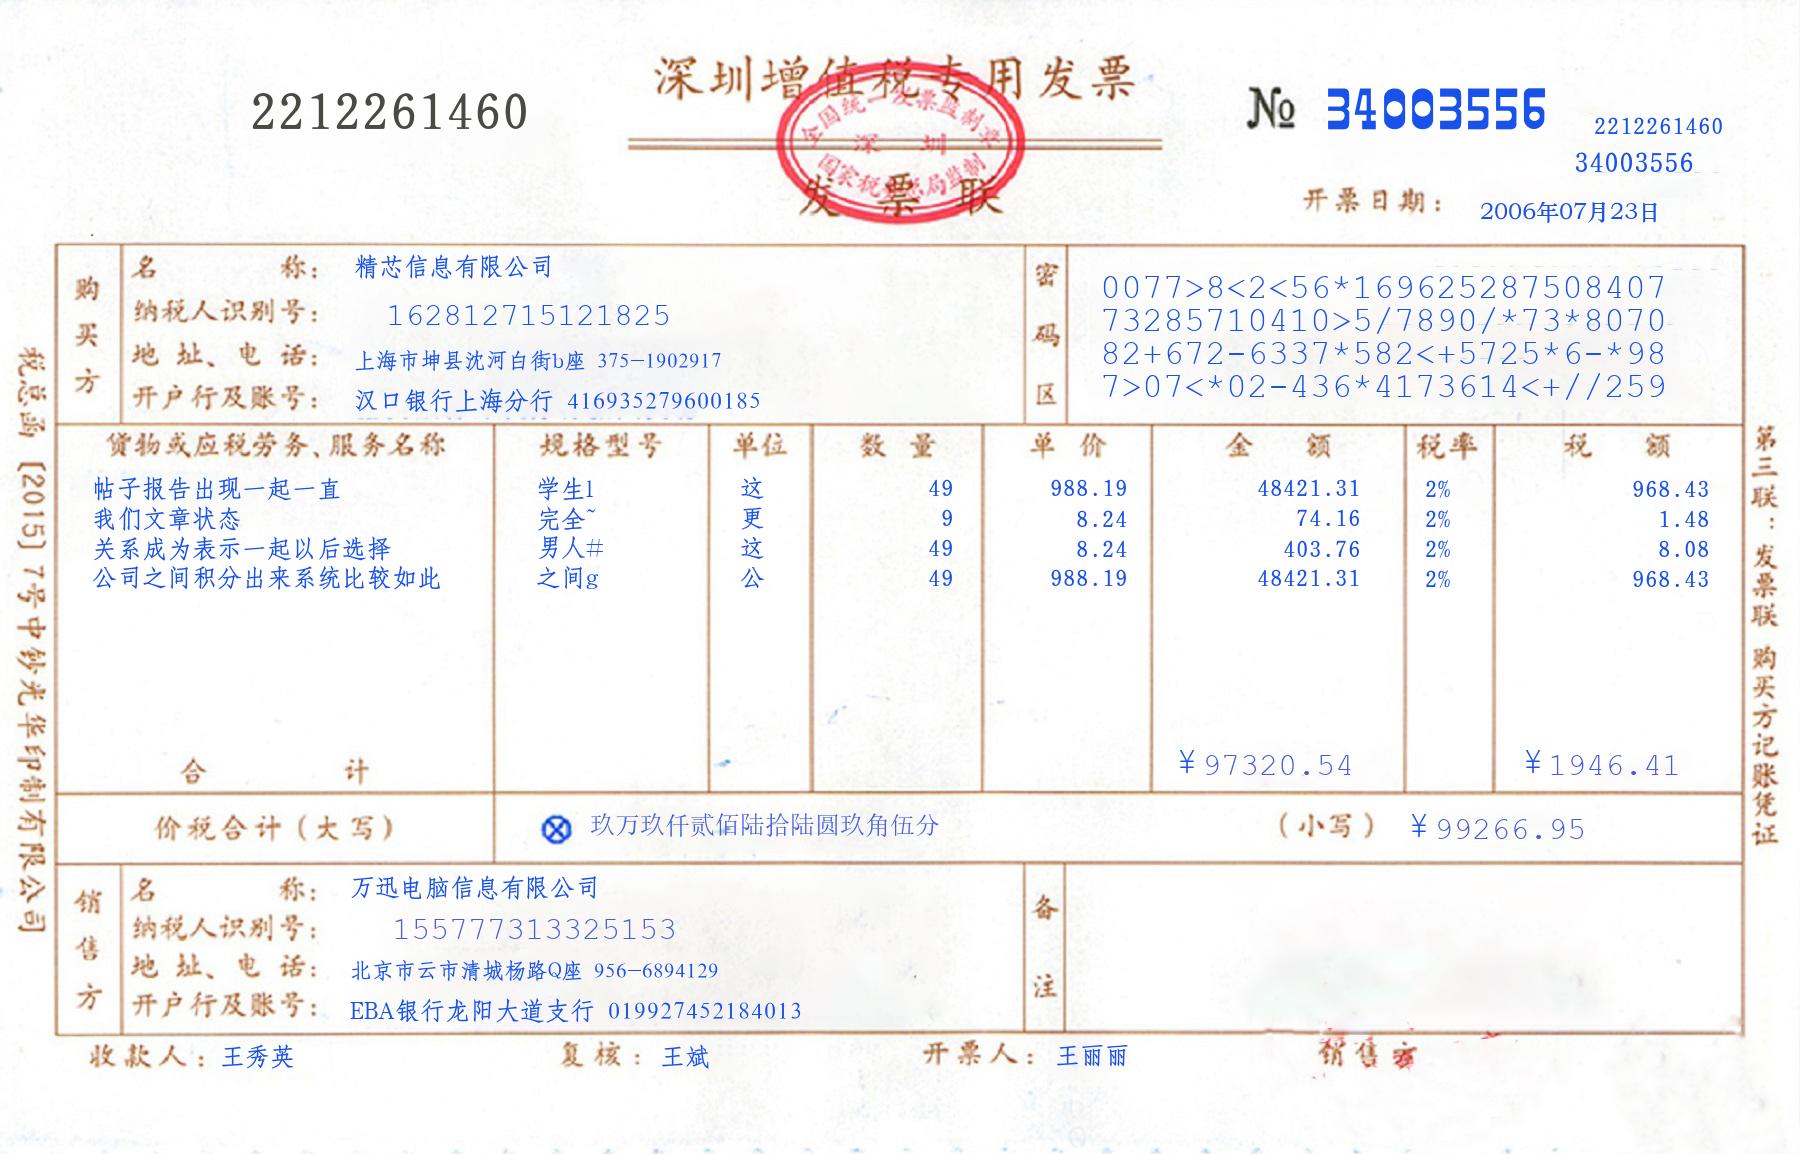 深圳增值税专用发票
2212261460
№ 34003556
2212261460
34003556
全国统一发票监制章
深 圳
国家税务总局监制
发票联
开票日期： 2006年07月23日
购买方
名 称： 精芯信息有限公司
纳税人识别号： 162812715121825
地 址、电 话： 上海市坤县沈河白街b座 375-1902917
开户行及账号： 汉口银行上海分行 416935279600185
密码区
0077>8<2<56*169625287508407
73285710410>5/7890/*73*8070
82+672-6337*582<+5725*6-*98
7>07<*02-436*4173614<+//259
货物或应税劳务、服务名称 规格型号 单位 数量 单价 金额 税率 税额
帖子报告出现一起一直 学生l 这 49 988.19 48421.31 2% 968.43
我们文章状态 完全~ 更 9 8.24 74.16 2% 1.48
关系成为表示一起以后选择 男人# 这 49 8.24 403.76 2% 8.08
公司之间积分出来系统比较如此 之间g 公 49 988.19 48421.31 2% 968.43
合计 ¥97320.54 ¥1946.41
价税合计（大写） 玖万玖仟贰佰陆拾陆圆玖角伍分 （小写） ¥99266.95
销售方
名 称： 万迅电脑信息有限公司
纳税人识别号： 155777313325153
地 址、电 话： 北京市云市清城杨路Q座 956-6894129
开户行及账号： EBA银行龙阳大道支行 019927452184013
备注
收款人：王秀英 复核：王斌 开票人：王丽丽 销售
税总函 [2015] 7号中钞光华印制有限公司
第三联：发票联 购买方记账凭证